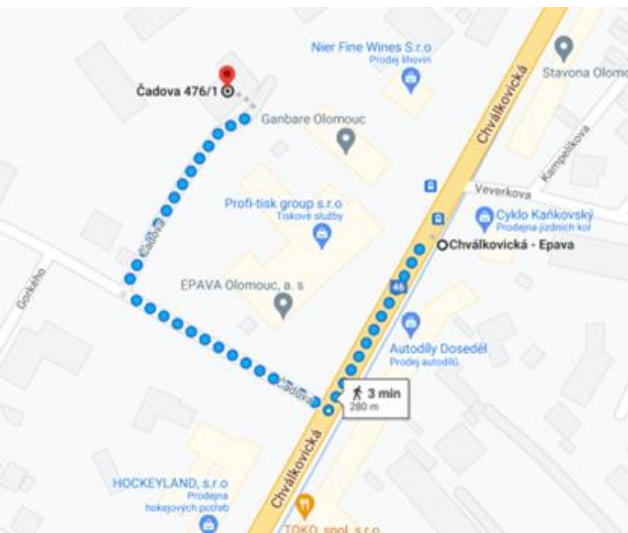 Nier Fine Wines S.r.o
Prodej lihovin
Stavona Olomo
Čadova 476/1
Chválkovická
Ganbare Olomouc
Kampelíkova
Veverkova
Profi-tisk group s.r.o
Tiskové služby
Cyklo Kaňkovský
Prodejna jízdních kol
Čadova
Chválkovická - Epava
Gorkého
EPAVA Olomouc, a. s
46
Autodíly Doseděl
Prodej autodílů
Čadova
3 min
280 m
Chválkovická
HOCKEYLAND, s.r.o
Prodejna
hokejových potřeb
TOKO, spol. s r.o